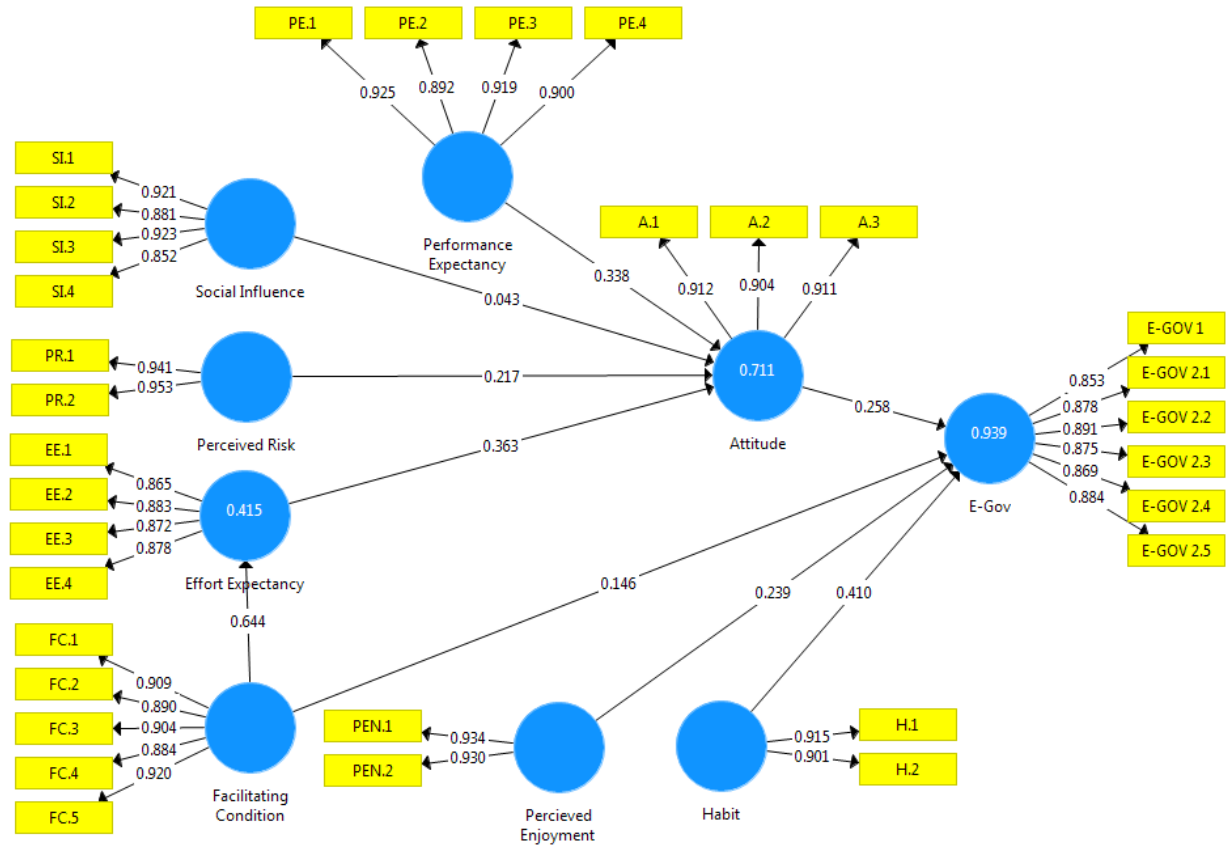 PE.1
PE.2
PE.3
PE.4
0.925
0.892
0.919
0.900
Performance
Expectancy
SI.1
SI.2
SI.3
SI.4
0.921
0.881
0.923
0.852
Social Influence
A.1
A.2
A.3
0.912
0.904
0.911
0.338
0.043
0.711
Attitude
PR.1
PR.2
0.941
0.953
Perceived Risk
0.217
0.363
0.258
E-GOV 1
E-GOV 2.1
E-GOV 2.2
E-GOV 2.3
E-GOV 2.4
E-GOV 2.5
0.853
0.878
0.891
0.875
0.869
0.884
0.939
E-Gov
EE.1
EE.2
EE.3
EE.4
0.865
0.883
0.872
0.878
0.415
Effort Expectancy
0.644
0.146
0.239
0.410
FC.1
FC.2
FC.3
FC.4
FC.5
0.909
0.890
0.904
0.884
0.920
Facilitating
Condition
PEN.1
PEN.2
0.934
0.930
Percieved
Enjoyment
Habit
0.915
0.901
H.1
H.2